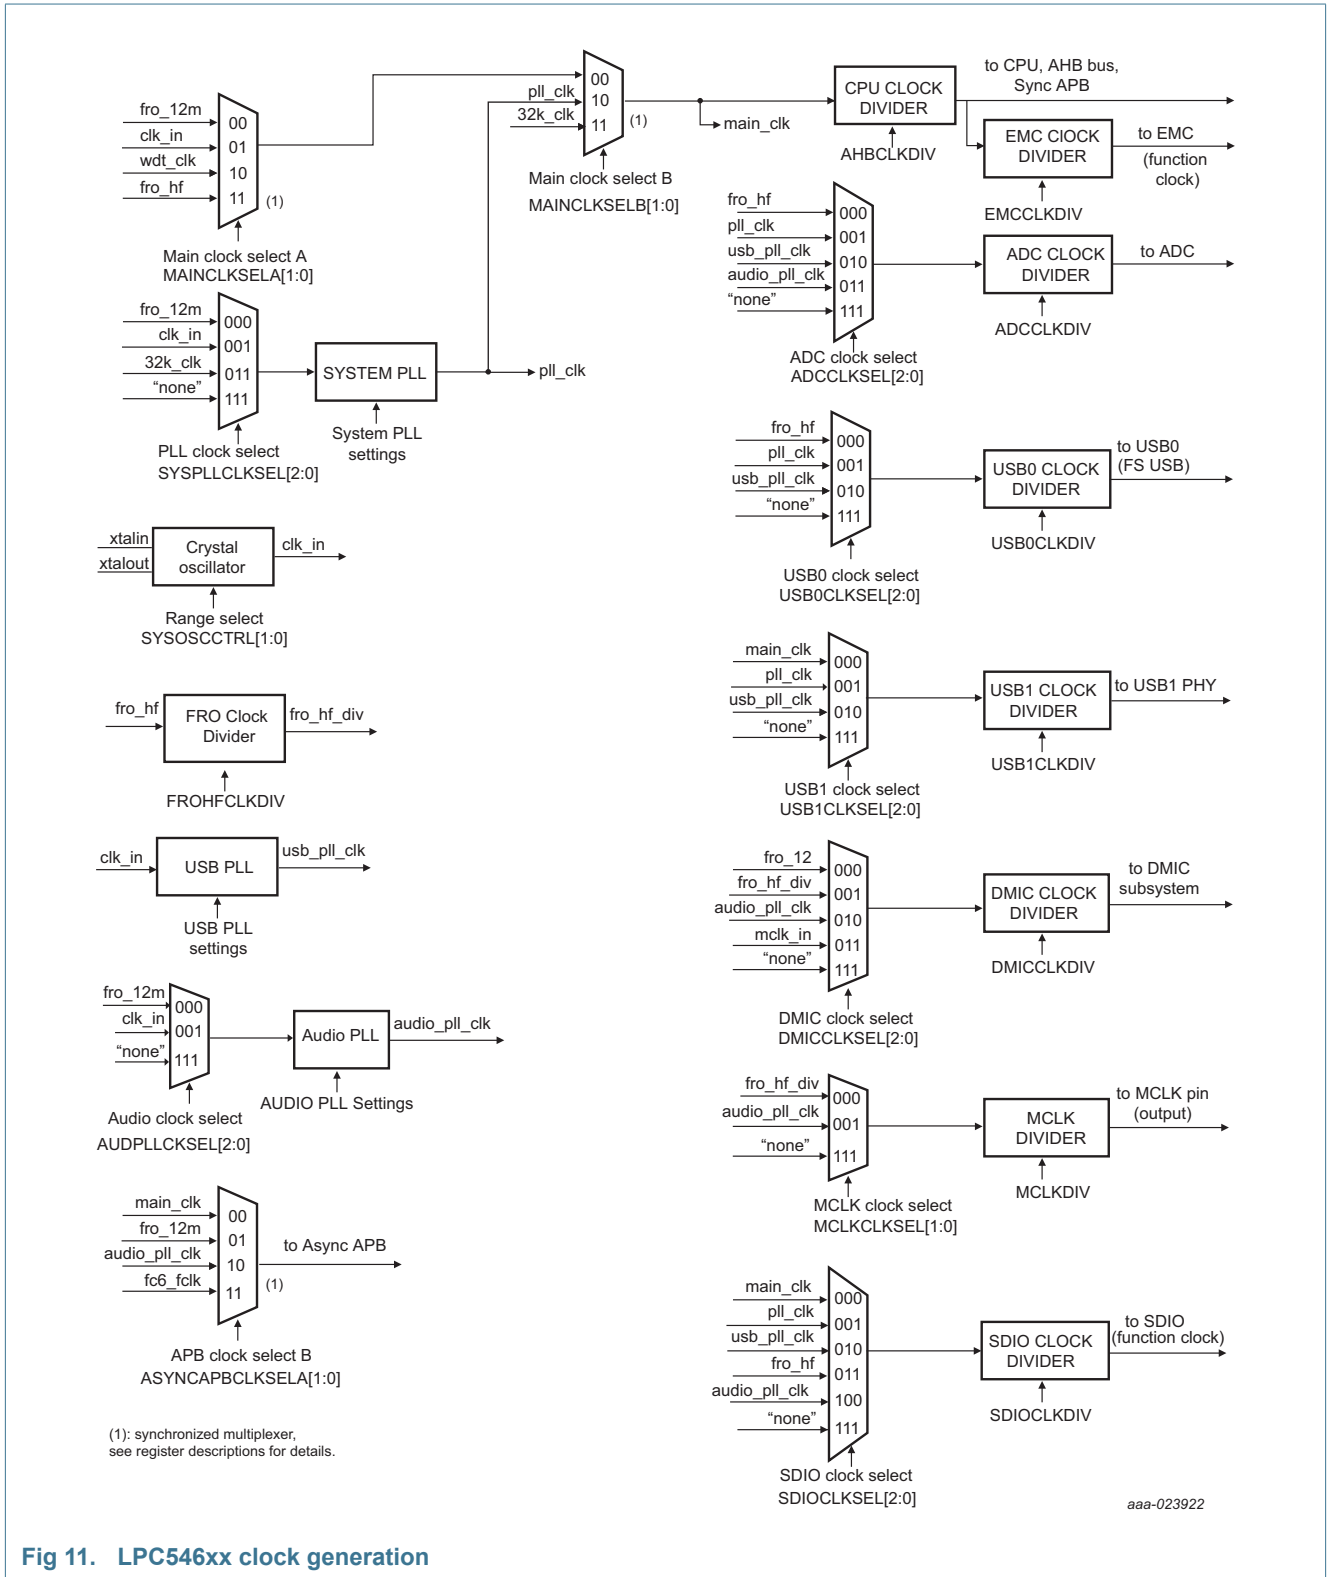 fro_12m
clk_in
wdt_clk
fro_hf
00
01
10
11
(1)
Main clock select A
MAINCLKSELA[1:0]
pll_clk
32k_clk
00
10
11
(1)
Main clock select B
MAINCLKSELB[1:0]
main_clk
CPU CLOCK
DIVIDER
AHBCLKDIV
to CPU, AHB bus,
Sync APB
EMC ClOCK
DIVIDER
EMCCLKDIV
to EMC
(function
clock)
fro_12m
clk_in
32k_clk
“none”
000
001
011
111
PLL clock select
SYSPLLCLKSEL[2:0]
SYSTEM PLL
System PLL
settings
pll_clk
fro_hf
pll_clk
usb_pll_clk
audio_pll_clk
“none”
000
001
010
011
111
ADC clock select
ADCCLKSEL[2:0]
ADC CLOCK
DIVIDER
ADCCLKDIV
to ADC
fro_hf
pll_clk
usb_pll_clk
“none”
000
001
010
111
USB0 clock select
USB0CLKSEL[2:0]
USB0 CLOCK
DIVIDER
USB0CLKDIV
to USB0
(FS USB)
xtalin
xtalout
Crystal
oscillator
clk_in
Range select
SYSOSCCTRL[1:0]
main_clk
pll_clk
usb_pll_clk
“none”
000
001
010
111
USB1 clock select
USB1CLKSEL[2:0]
USB1 CLOCK
DIVIDER
USB1CLKDIV
to USB1 PHY
fro_hf
FRO Clock
Divider
fro_hf_div
FROHFCLKDIV
clk_in
USB PLL
usb_pll_clk
USB PLL
settings
fro_12
fro_hf_div
audio_pll_clk
mclk_in
“none”
000
001
010
011
111
DMIC clock select
DMICCLKSEL[2:0]
DMIC CLOCK
DIVIDER
DMICCLKDIV
to DMIC
subsystem
fro_12m
clk_in
“none”
000
001
111
Audio clock select
AUDPLLCKSEL[2:0]
Audio PLL
AUDIO PLL Settings
audio_pll_clk
fro_hf_div
audio_pll_clk
“none”
000
001
111
MCLK clock select
MCLKCLKSEL[1:0]
MCLK
DIVIDER
MCLKDIV
to MCLK pin
(output)
main_clk
fro_12m
audio_pll_clk
fc6_fclk
00
01
10
11
(1)
to Async APB
APB clock select B
ASYNCAPBCLKSELA[1:0]
main_clk
pll_clk
usb_pll_clk
fro_hf
audio_pll_clk
“none”
000
001
010
011
100
111
SDIO clock select
SDIOCLKSEL[2:0]
SDIO CLOCK
DIVIDER
SDIOCLKDIV
to SDIO
(function clock)
(1): synchronized multiplexer,
see register descriptions for details.
aaa-023922
Fig 11. LPC546xx clock generation